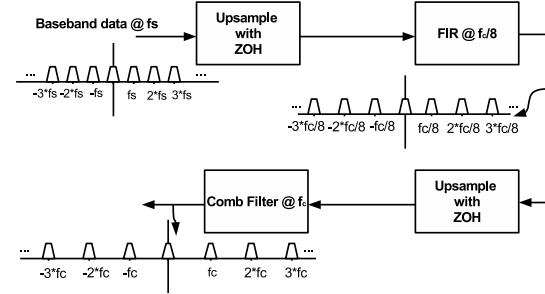 Baseband data @ fs
Upsample
with
ZOH
FIR @ fc/8
...
...
-3*fs -2*fs -fs fs 2*fs 3*fs
...
...
-3*fc/8 -2*fc/8 -fc/8 fc/8 2*fc/8 3*fc/8
Comb Filter @ fc
Upsample
with
ZOH
...
...
-3*fc -2*fc -fc fc 2*fc 3*fc